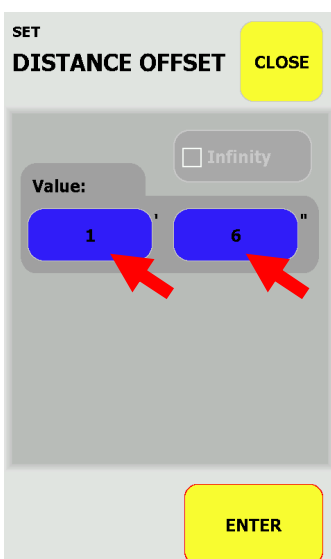 SET
DISTANCE OFFSET
CLOSE
Infinity
Value:
1 ' 6 "
ENTER